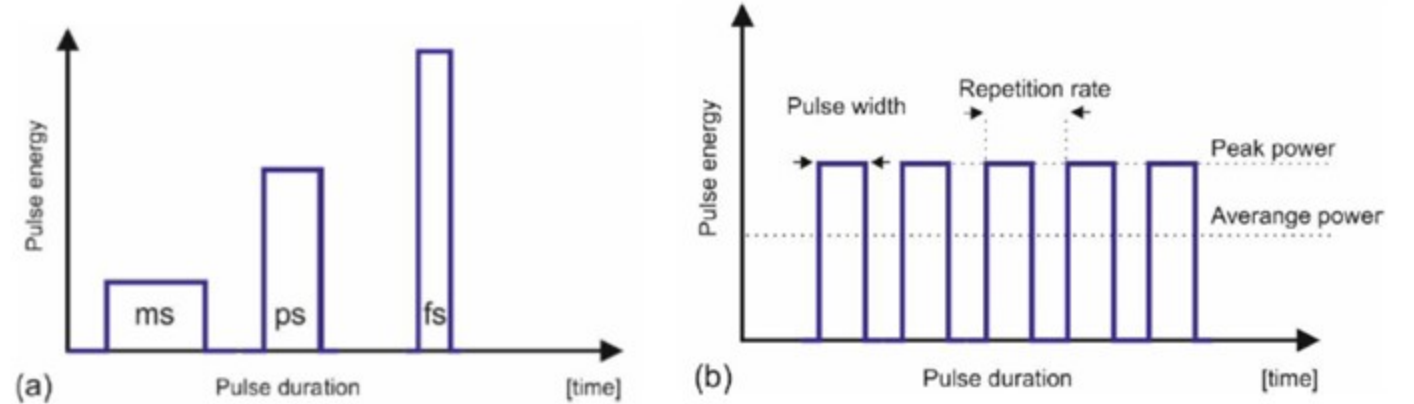 Pulse energy
ms
ps
fs
(a)
Pulse duration
[time]
Pulse energy
Pulse width
Repetition rate
Peak power
Averange power
(b)
Pulse duration
[time]